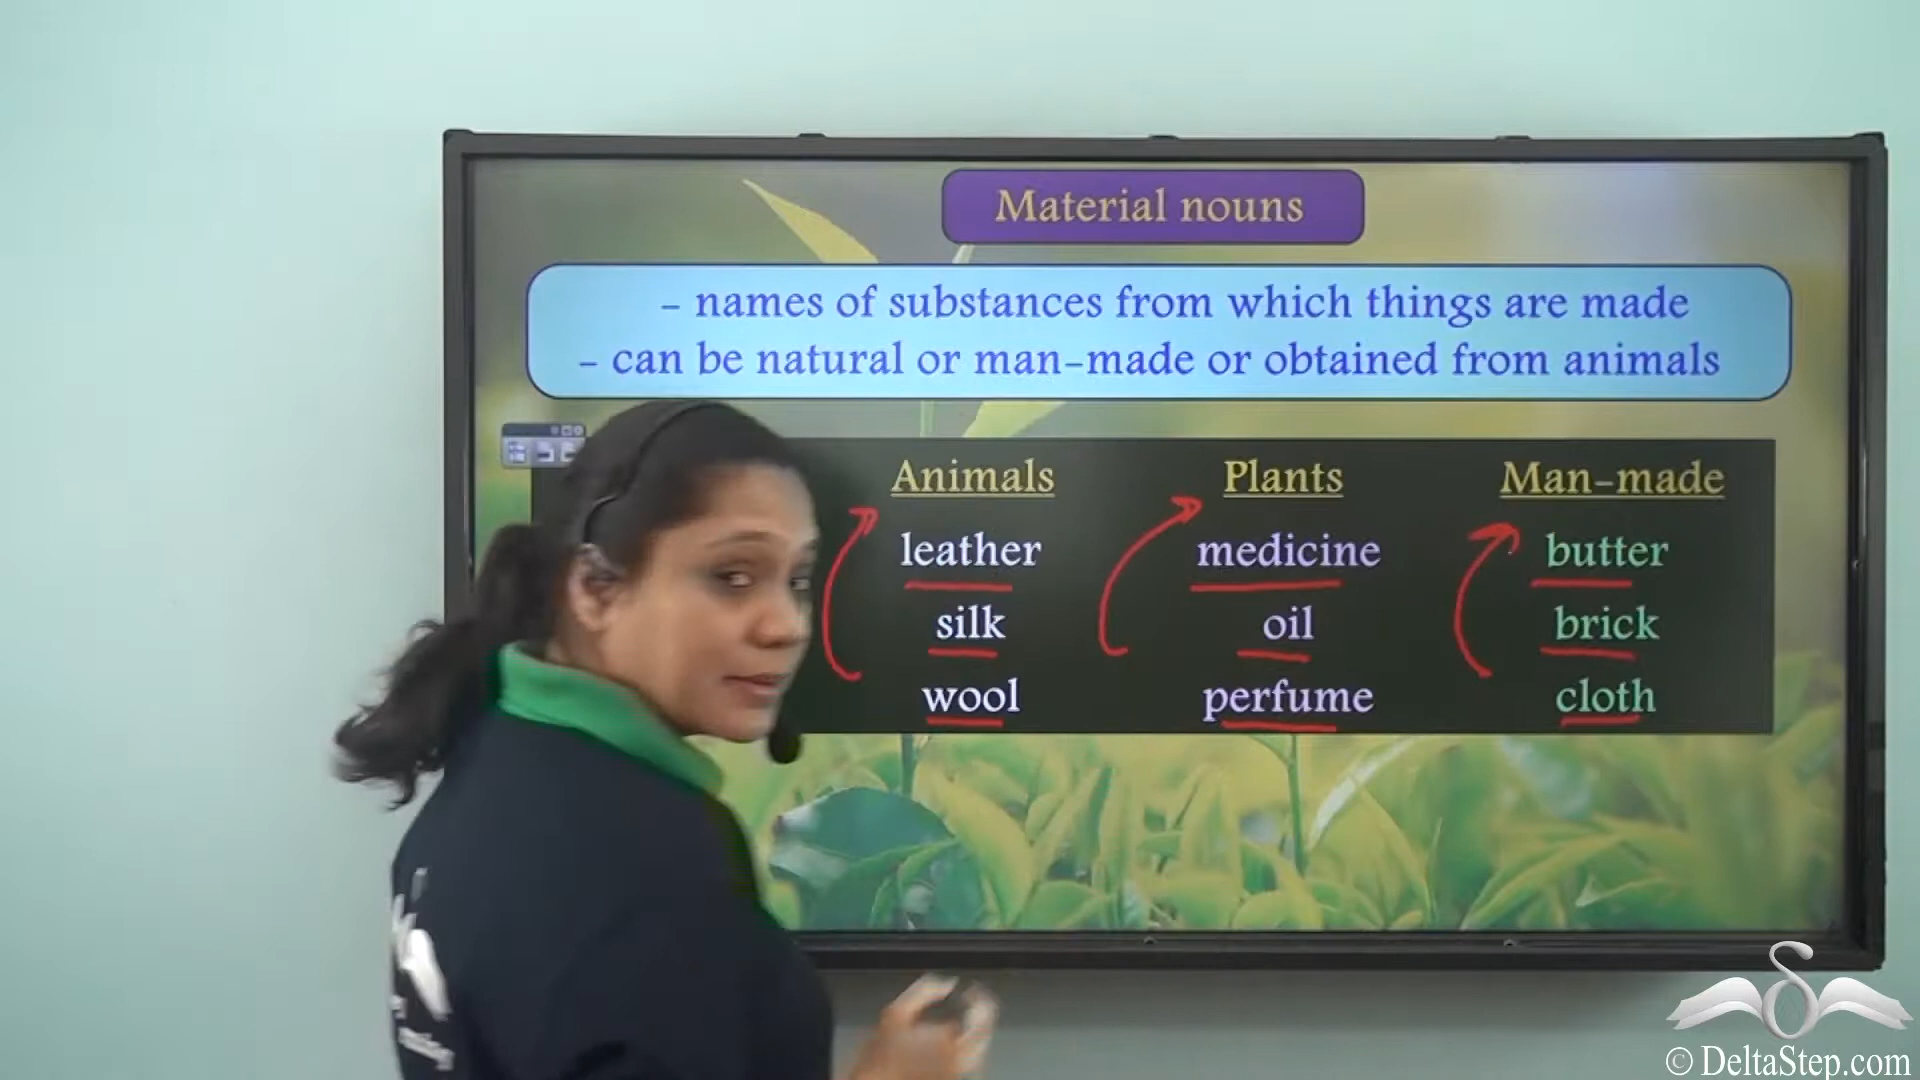 Material nouns
- names of substances from which things are made
- can be natural or man-made or obtained from animals
Animals Plants Man-made
leather medicine butter
silk oil brick
wool perfume cloth
© DeltaStep.com